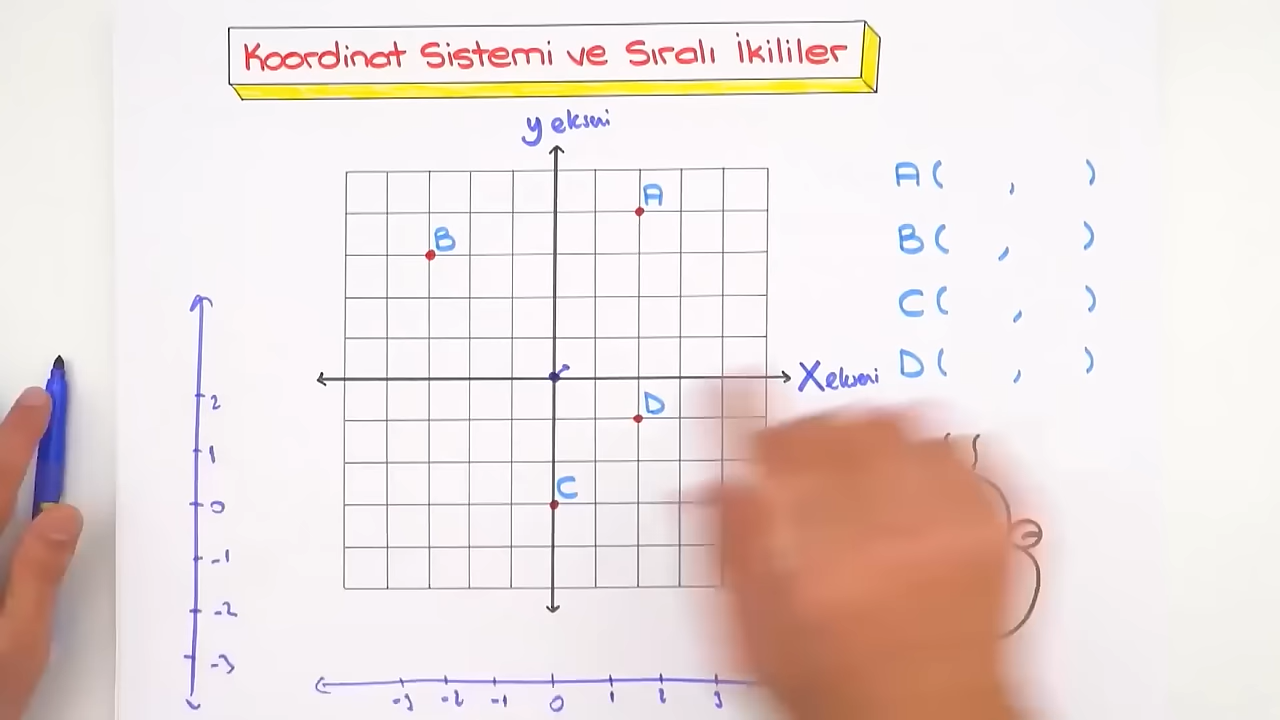 Koordinat Sistemi ve Sıralı İkililer
y ekseni
A
B
A( , )
B( , )
C( , )
D( , )
X ekseni
D
C
2
1
0
-1
-2
-3
-3 -2 -1 0 1 2 3